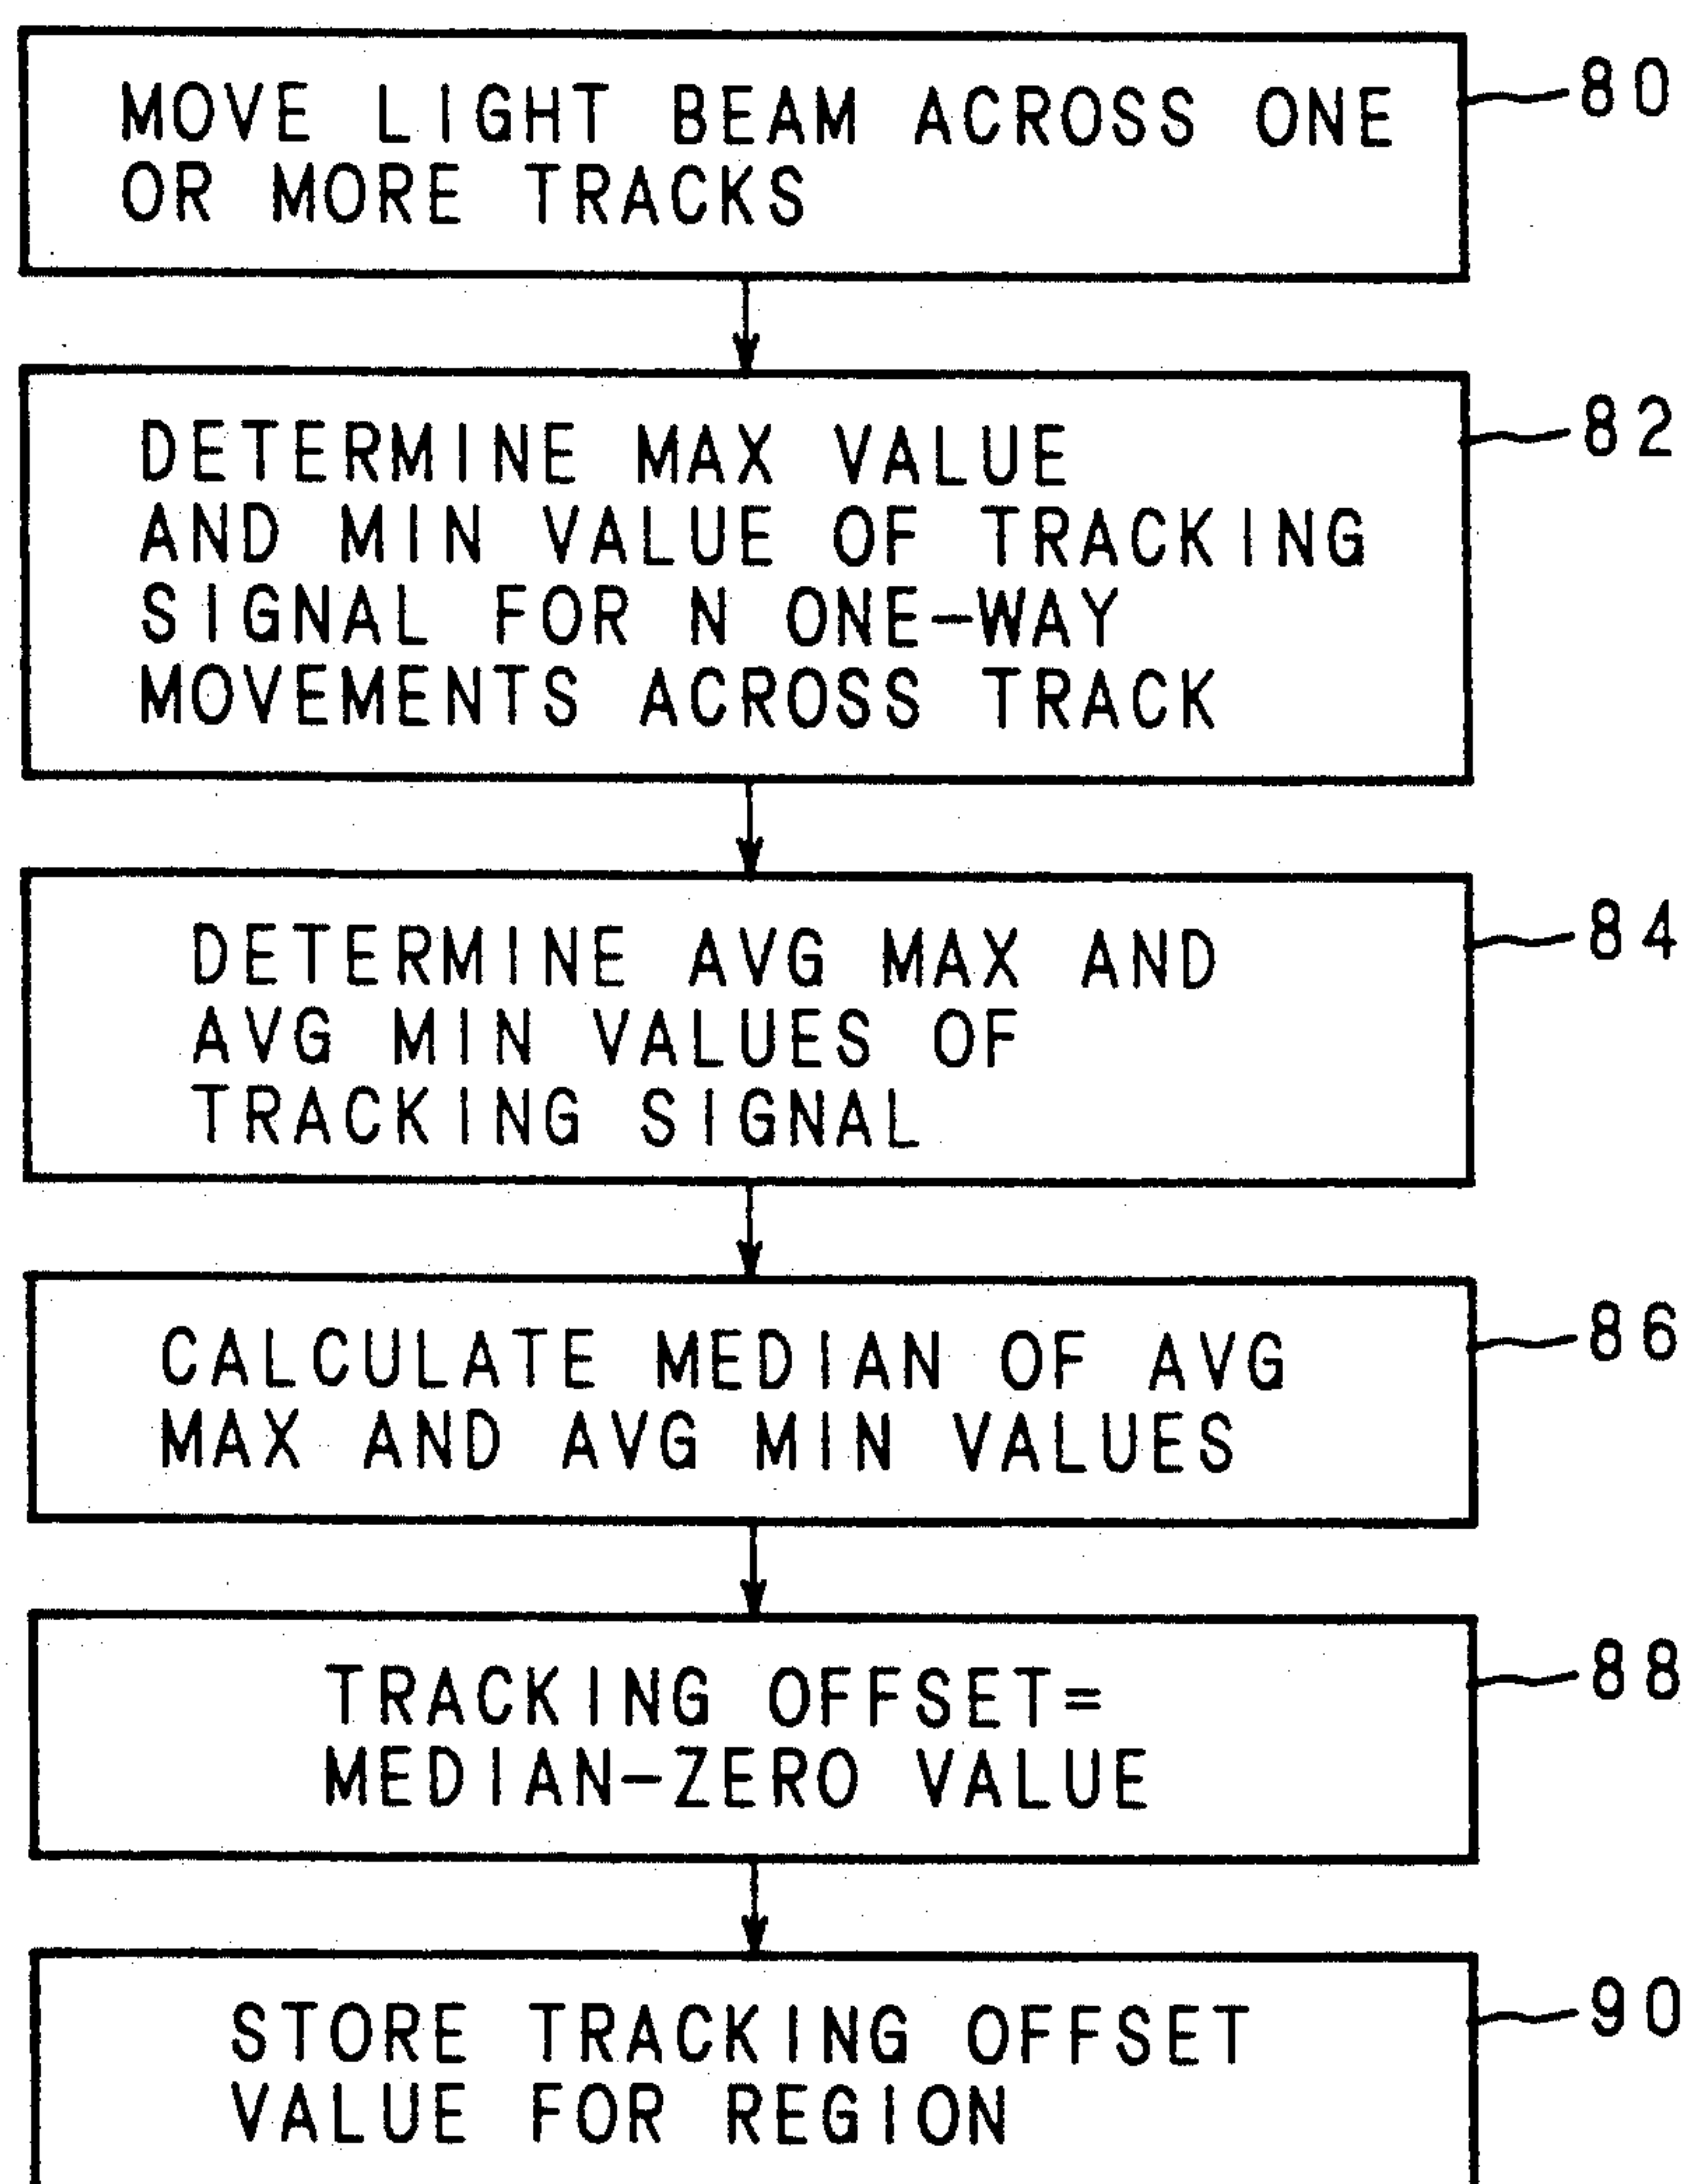 MOVE LIGHT BEAM ACROSS ONE
OR MORE TRACKS
80
DETERMINE MAX VALUE
AND MIN VALUE OF TRACKING
SIGNAL FOR N ONE-WAY
MOVEMENTS ACROSS TRACK
82
DETERMINE AVG MAX AND
AVG MIN VALUES OF
TRACKING SIGNAL
84
CALCULATE MEDIAN OF AVG
MAX AND AVG MIN VALUES
86
TRACKING OFFSET=
MEDIAN-ZERO VALUE
88
STORE TRACKING OFFSET
VALUE FOR REGION
90